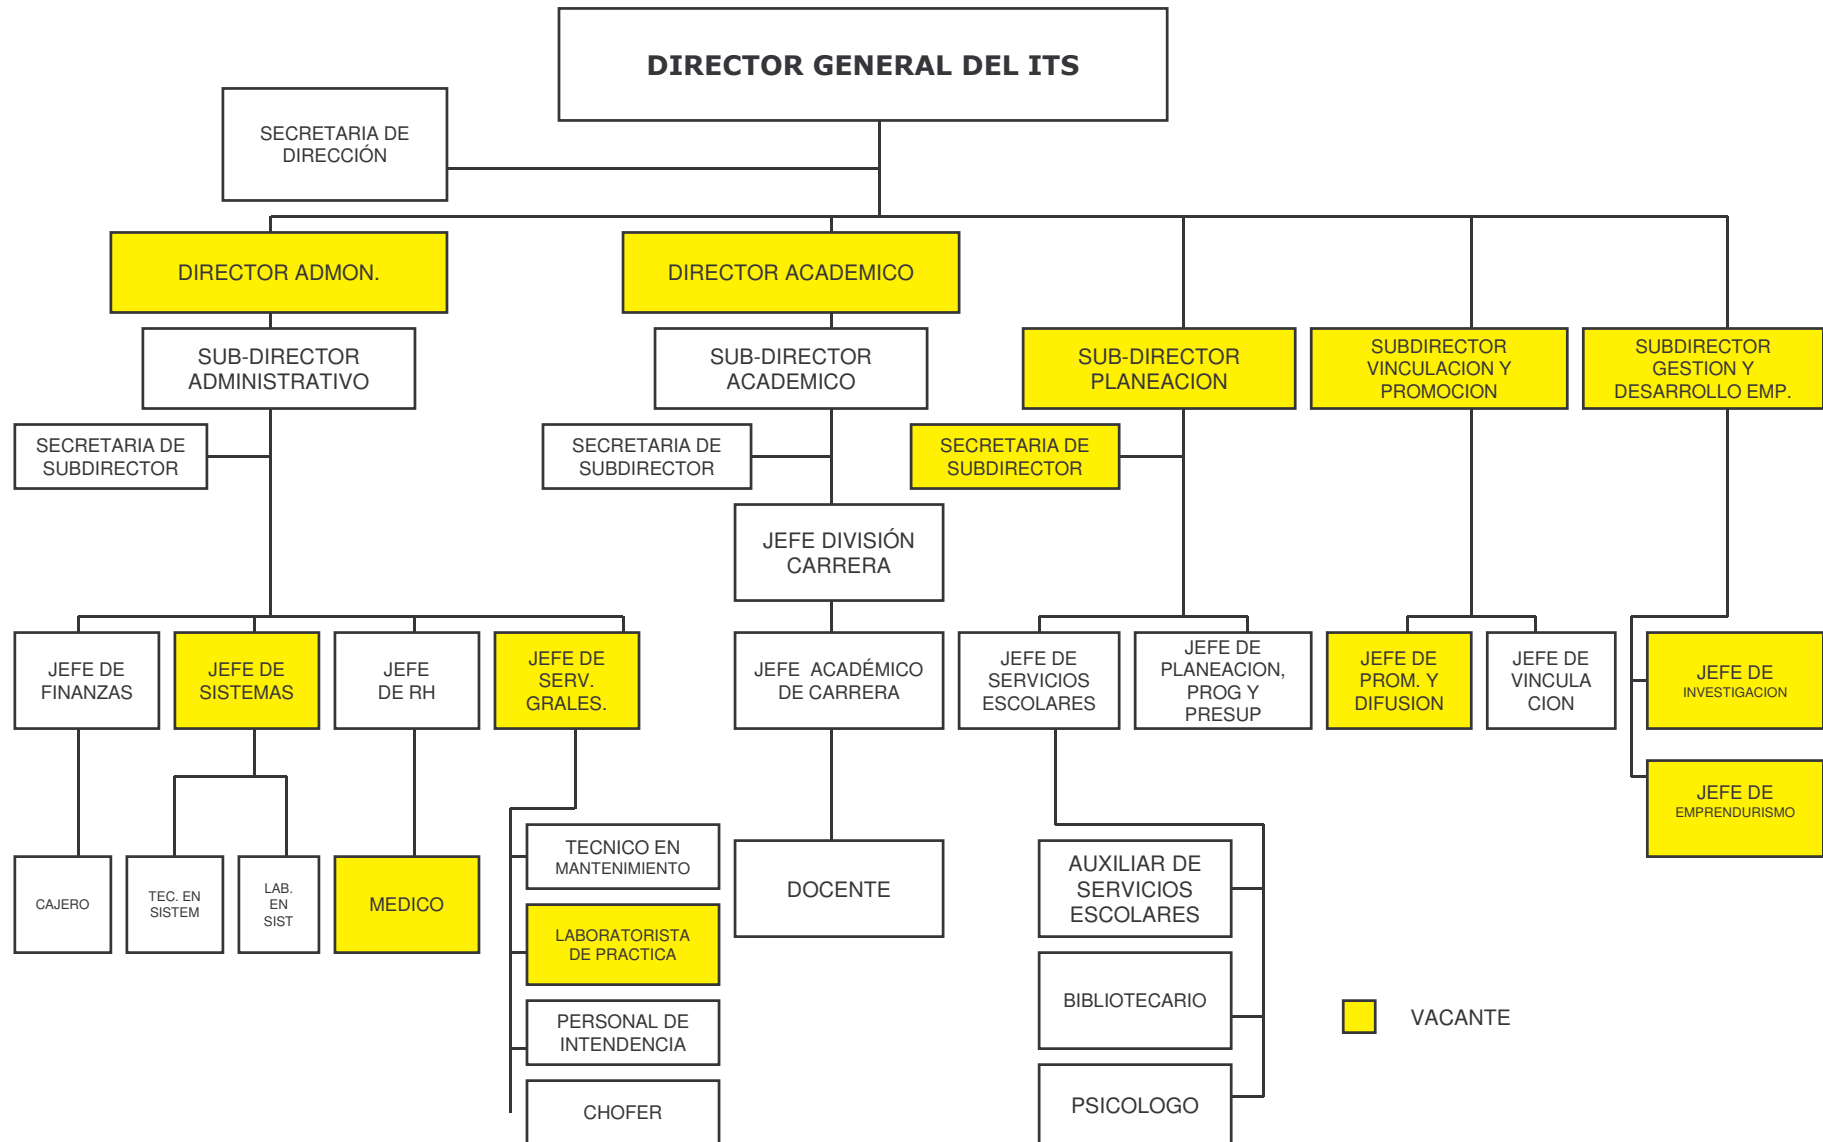 DIRECTOR GENERAL DEL ITS
SECRETARIA DE
DIRECCIÓN
DIRECTOR ADMON.
DIRECTOR ACADEMICO
SUB-DIRECTOR
ADMINISTRATIVO
SUB-DIRECTOR
ACADEMICO
SUB-DIRECTOR
PLANEACION
SUBDIRECTOR
VINCULACION Y
PROMOCION
SUBDIRECTOR
GESTION Y
DESARROLLO EMP.
SECRETARIA DE
SUBDIRECTOR
SECRETARIA DE
SUBDIRECTOR
SECRETARIA DE
SUBDIRECTOR
JEFE DIVISIÓN
CARRERA
JEFE DE
FINANZAS
JEFE DE
SISTEMAS
JEFE
DE RH
JEFE DE
SERV.
GRALES.
JEFE ACADÉMICO
DE CARRERA
JEFE DE
SERVICIOS
ESCOLARES
JEFE DE
PLANEACION,
PROG Y
PRESUP
JEFE DE
PROM. Y
DIFUSION
JEFE DE
VINCULA
CION
JEFE DE
INVESTIGACION
JEFE DE
EMPRENDURISMO
CAJERO
TEC. EN
SISTEM
LAB.
EN
SIST
MEDICO
TECNICO EN
MANTENIMIENTO
LABORATORISTA
DE PRACTICA
PERSONAL DE
INTENDENCIA
CHOFER
DOCENTE
AUXILIAR DE
SERVICIOS
ESCOLARES
BIBLIOTECARIO
PSICOLOGO
VACANTE